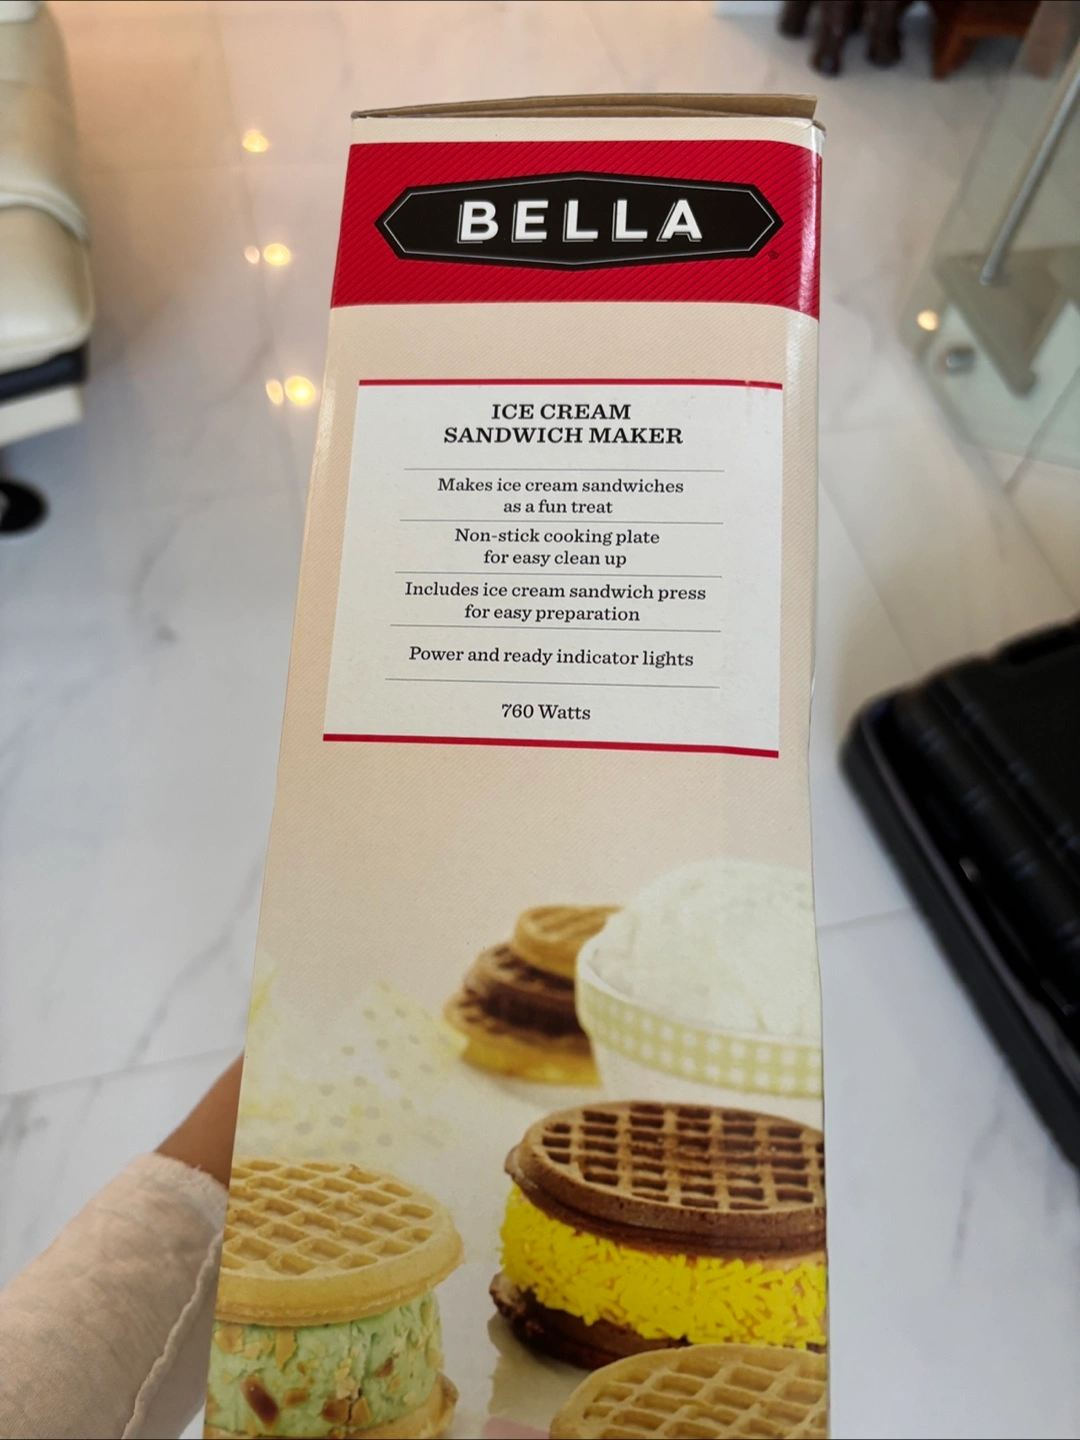 BELLA
ICE CREAM
SANDWICH MAKER
Makes ice cream sandwiches
as a fun treat
Non-stick cooking plate
for easy clean up
Includes ice cream sandwich press
for easy preparation
Power and ready indicator lights
760 Watts